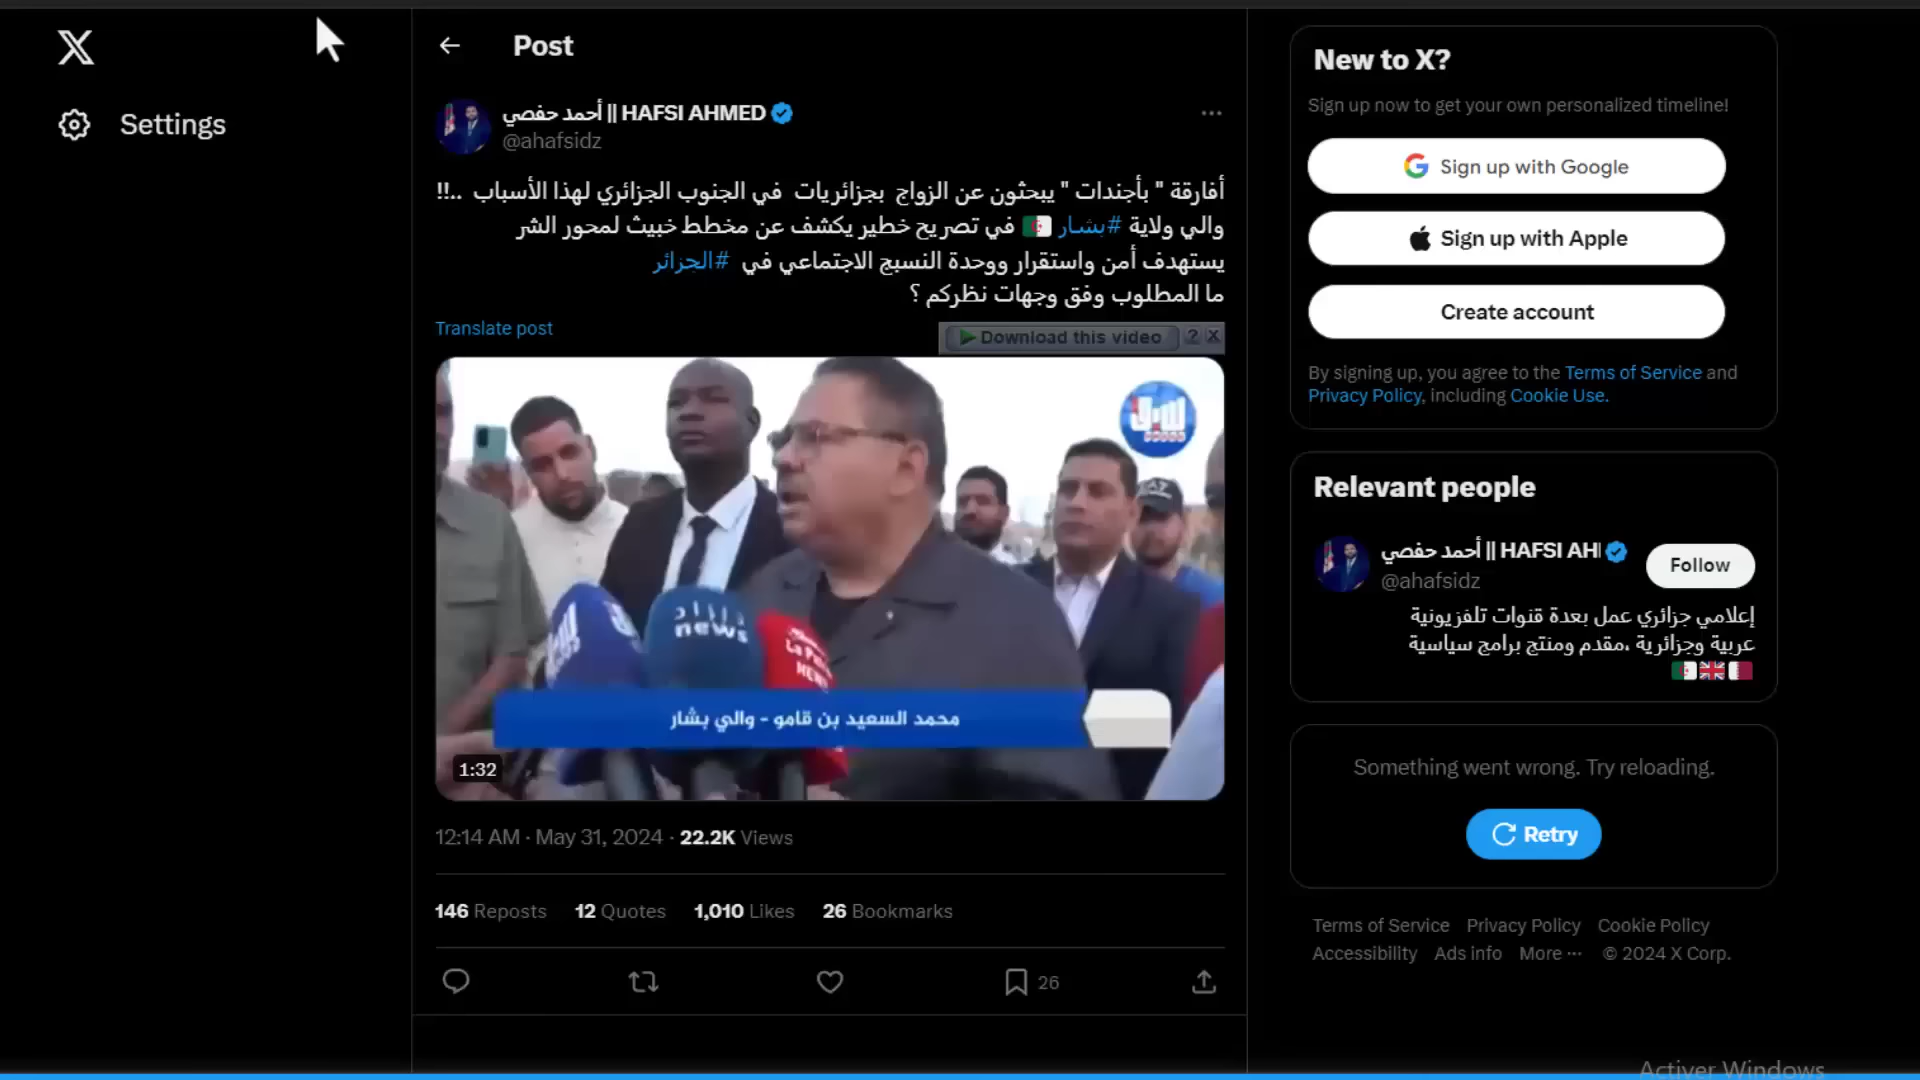 Settings
Post
أحمد حفصي || HAFSI AHMED
@ahafsidz
أفارقة " بأجندات " يبحثون عن الزواج بجزائريات في الجنوب الجزائري لهذا الأسباب ..!!
والي ولاية #بشار في تصريح خطير يكشف عن مخطط خبيث لمحور الشر
يستهدف أمن واستقرار ووحدة النسيج الاجتماعي في #الجزائر
ما المطلوب وفق وجهات نظركم ؟
Translate post
Download this video ? X
news
محمد السعيد بن قامو - والي بشار
1:32
12:14 AM · May 31, 2024 · 22.2K Views
146 Reposts 12 Quotes 1,010 Likes 26 Bookmarks
26
New to X?
Sign up now to get your own personalized timeline!
Sign up with Google
Sign up with Apple
Create account
By signing up, you agree to the Terms of Service and
Privacy Policy, including Cookie Use.
Relevant people
أحمد حفصي || HAFSI AH
@ahafsidz
Follow
إعلامي جزائري عمل بعدة قنوات تلفزيونية
عربية وجزائرية ،مقدم ومنتج برامج سياسية
Something went wrong. Try reloading.
Retry
Terms of Service Privacy Policy Cookie Policy
Accessibility Ads info More ··· © 2024 X Corp.
Activer Windows